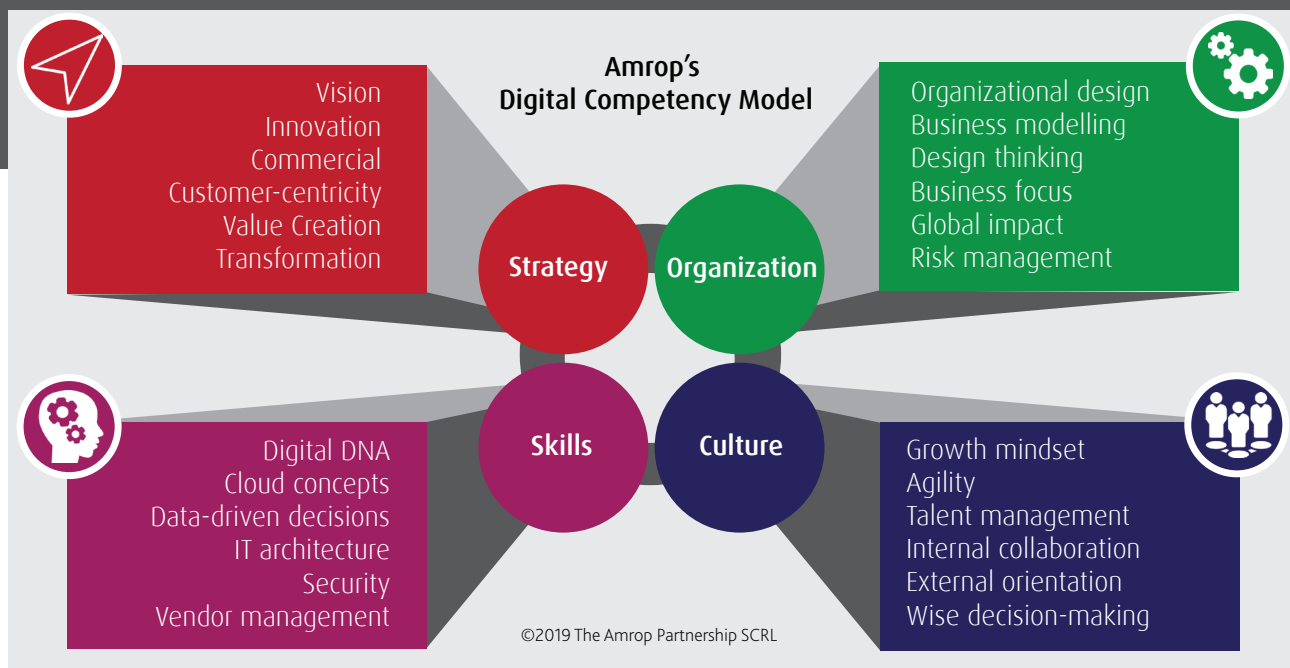 Amrop's
Digital Competency Model
Vision
Innovation
Commercial
Customer-centricity
Value Creation
Transformation
Organizational design
Business modelling
Design thinking
Business focus
Global impact
Risk management
Strategy
Organization
Skills
Culture
Digital DNA
Cloud concepts
Data-driven decisions
IT architecture
Security
Vendor management
Growth mindset
Agility
Talent management
Internal collaboration
External orientation
Wise decision-making
©2019 The Amrop Partnership SCRL